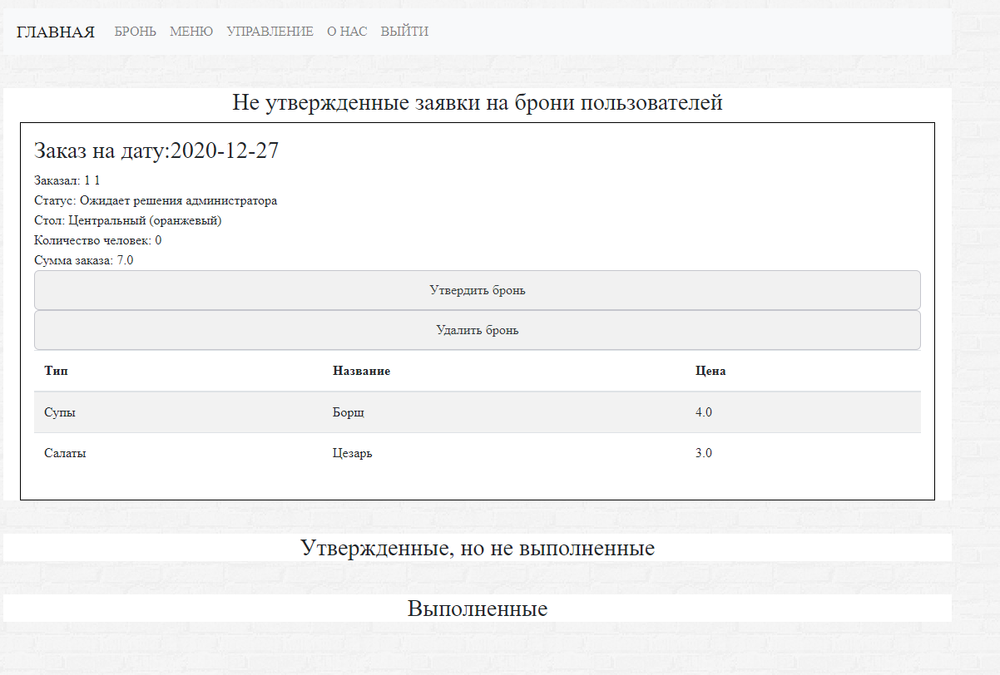 ГЛАВНАЯ БРОНЬ МЕНЮ УПРАВЛЕНИЕ О НАС ВЫЙТИ
Не утвержденные заявки на брони пользователей
Заказ на дату:2020-12-27
Заказал: 1 1
Статус: Ожидает решения администратора
Стол: Центральный (оранжевый)
Количество человек: 0
Сумма заказа: 7.0
Утвердить бронь
Удалить бронь
Тип Название Цена
Супы Борщ 4.0
Салаты Цезарь 3.0
Утвержденные, но не выполненные
Выполненные